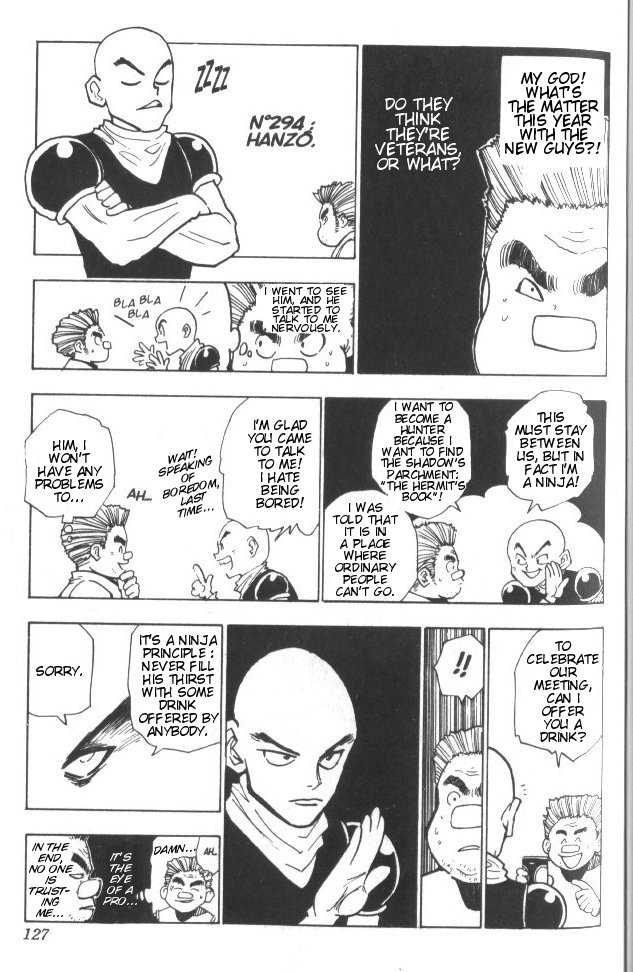 MY GOD!
WHAT'S
THE MATTER
THIS YEAR
WITH THE
NEW GUYS?!
DO THEY
THINK
THEY'RE
VETERANS,
OR WHAT?
ZZZZ
N°294 :
HANZO.
I WENT TO SEE
HIM, AND HE
STARTED TO
TALK TO ME
NERVOUSLY.
BLA BLA
BLA
THIS
MUST STAY
BETWEEN
US, BUT IN
FACT I'M
A NINJA!
I WANT TO
BECOME A
HUNTER
BECAUSE I
WANT TO FIND
THE SHADOW'S
PARCHMENT:
"THE HERMIT'S
BOOK"!
I WAS
TOLD THAT
IT IS IN
A PLACE
WHERE
ORDINARY
PEOPLE
CAN'T GO.
I'M GLAD
YOU CAME
TO TALK
TO ME!
I HATE
BEING
BORED!
WAIT!
SPEAKING
OF
BOREDOM,
LAST
TIME...
AH...
HIM, I
WON'T
HAVE ANY
PROBLEMS
TO...
TO
CELEBRATE
OUR
MEETING,
CAN I
OFFER
YOU A
DRINK?
!!
IT'S A NINJA
PRINCIPLE :
NEVER FILL
HIS THIRST
WITH SOME
DRINK
OFFERED BY
ANYBODY.
SORRY.
AH..
DAMN...
IT'S
THE
EYE
OF A
PRO...
IN THE
END,
NO ONE
IS
TRUST-
ING
ME...
127